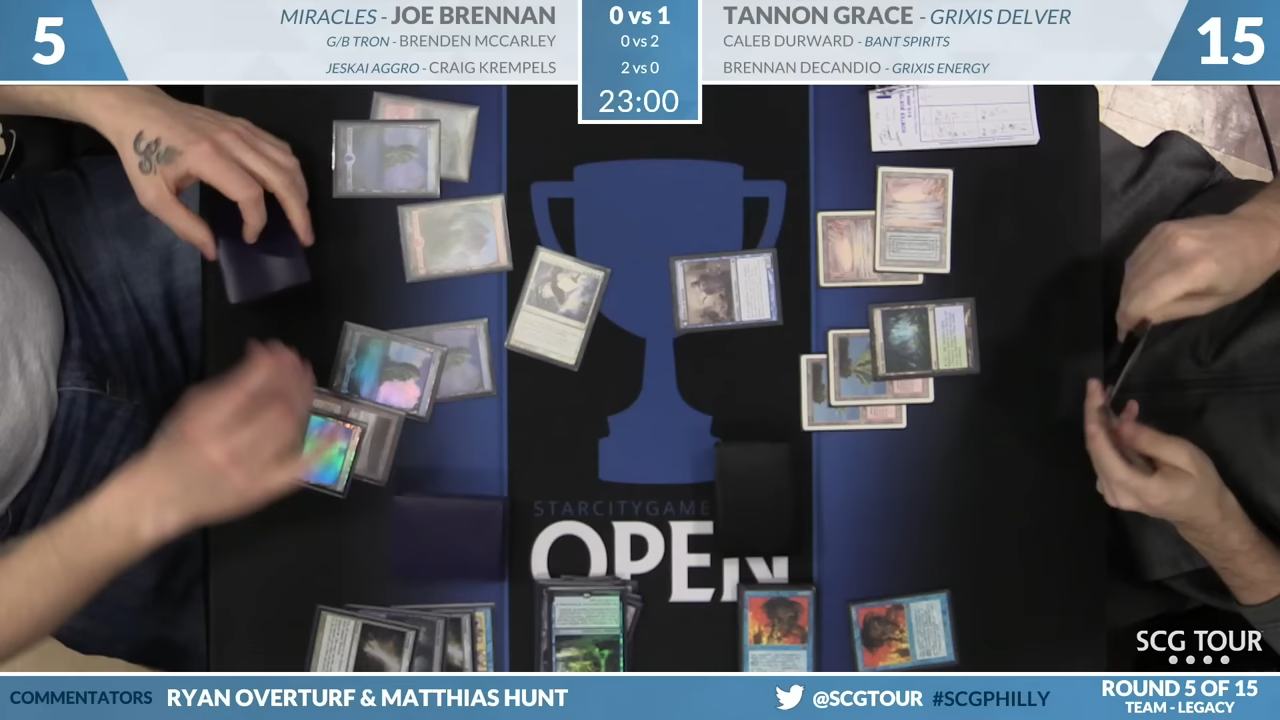 5
MIRACLES - JOE BRENNAN
G/B TRON - BRENDEN MCCARLEY
JESKAI AGGRO - CRAIG KREMPELS
0 vs 1
0 vs 2
2 vs 0
23:00
TANNON GRACE - GRIXIS DELVER
CALEB DURWARD - BANT SPIRITS
BRENNAN DECANDIO - GRIXIS ENERGY
15
STARCITYGAME
OPEN
SCG TOUR
COMMENTATORS RYAN OVERTURF & MATTHIAS HUNT
@SCGTOUR #SCGPHILLY
ROUND 5 OF 15
TEAM - LEGACY